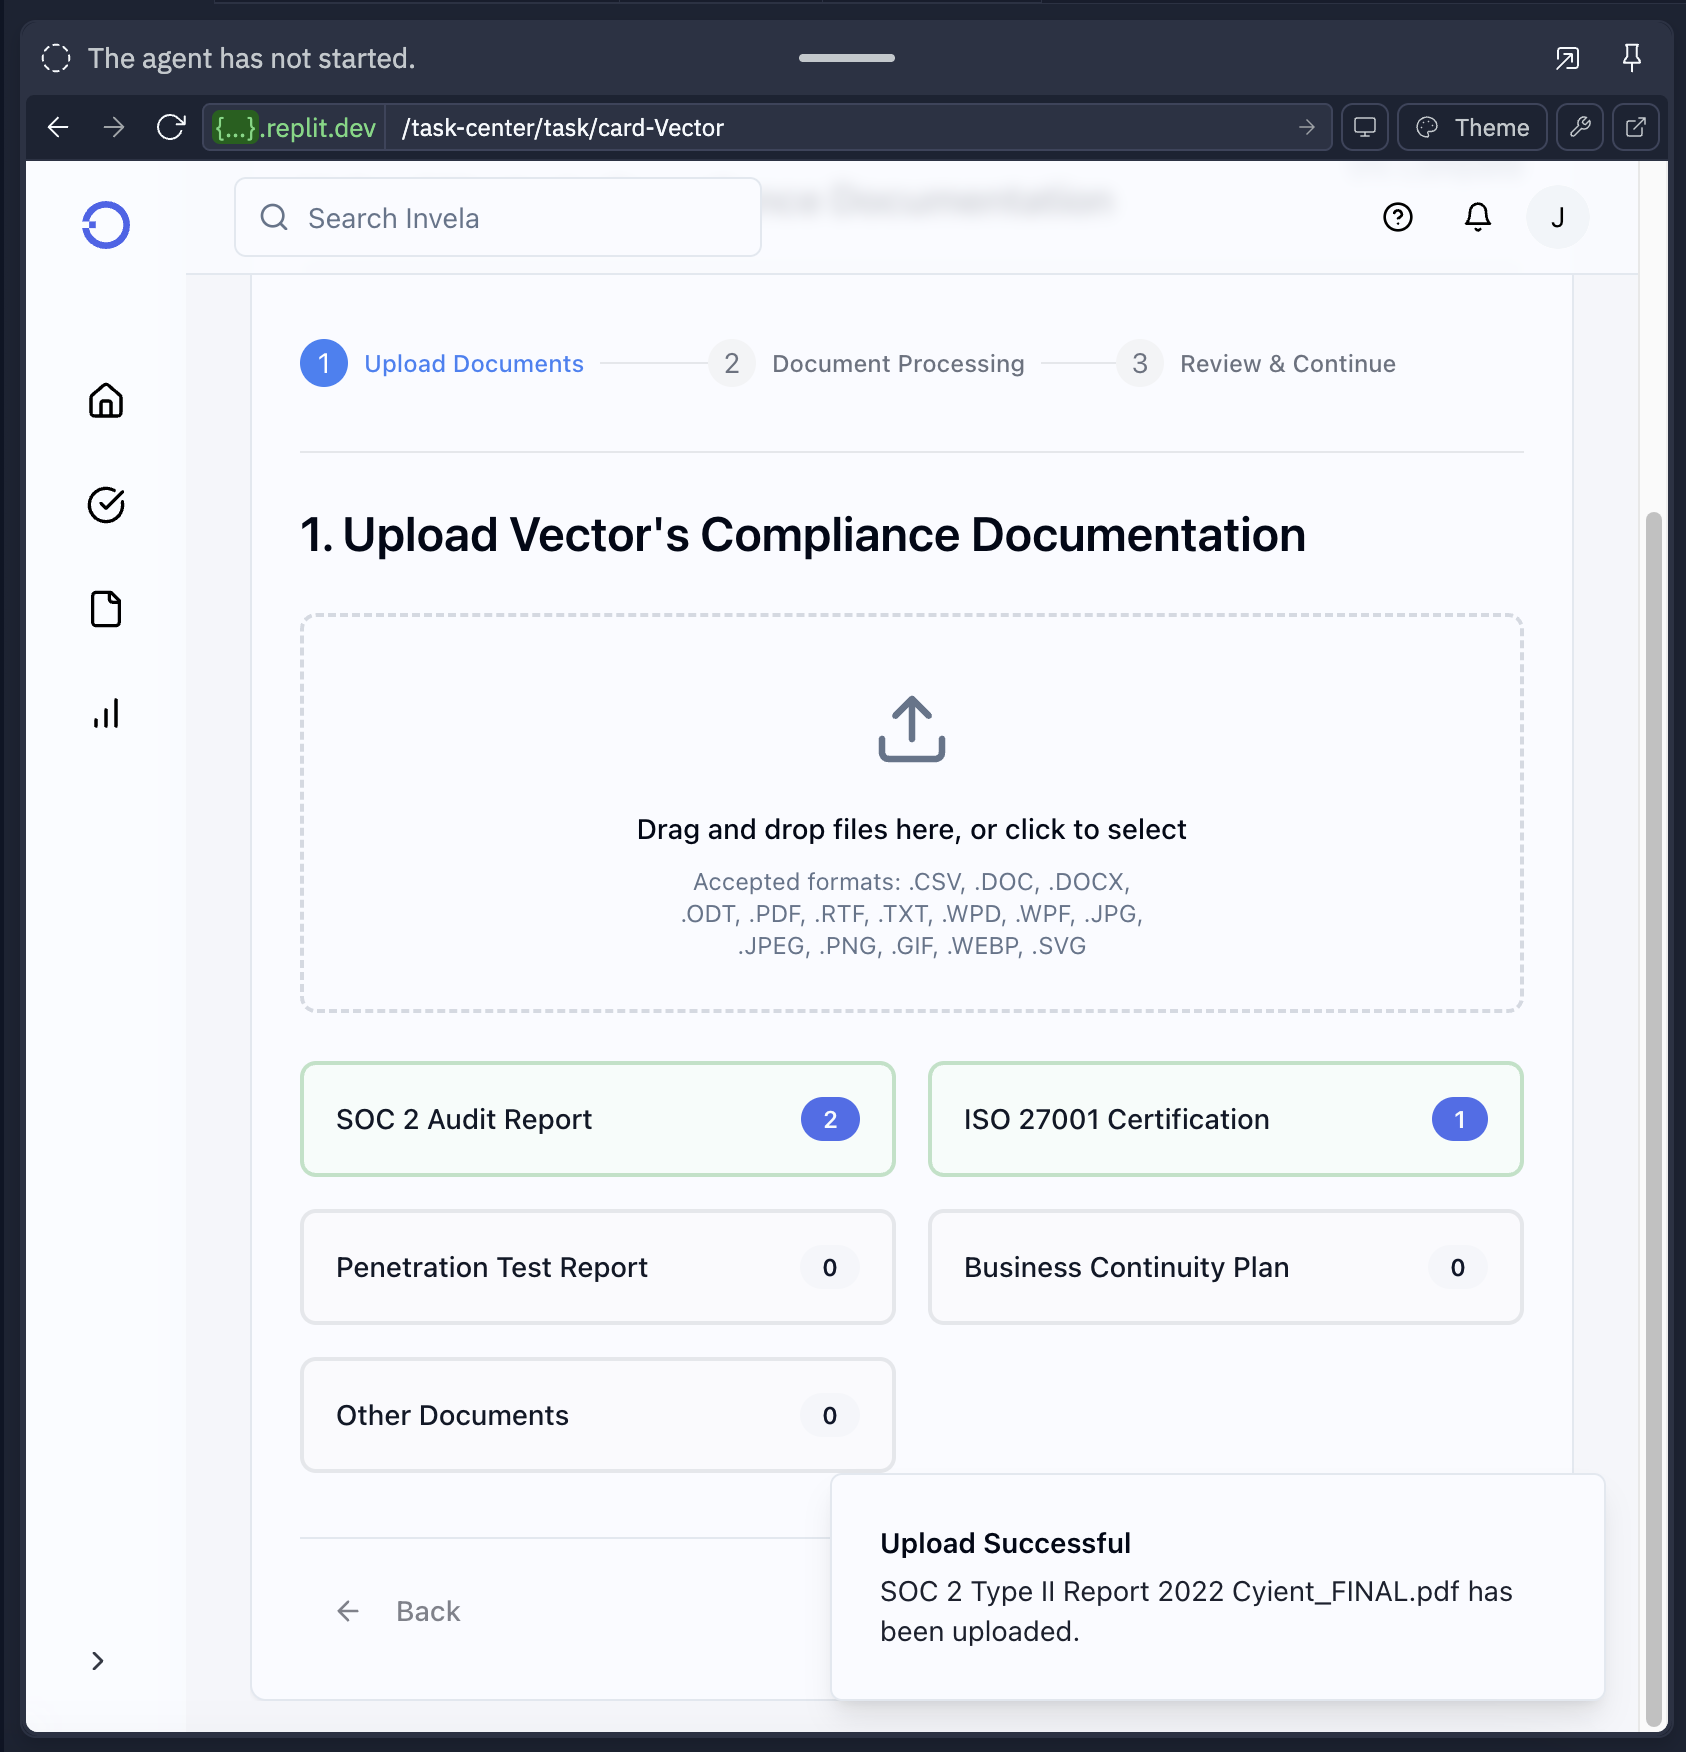 The agent has not started.
{...}.replit.dev /task-center/task/card-Vector Theme
Search Invela
nce Documentation
J
1 Upload Documents 2 Document Processing 3 Review & Continue
1. Upload Vector's Compliance Documentation
Drag and drop files here, or click to select
Accepted formats: .CSV, .DOC, .DOCX,
.ODT, .PDF, .RTF, .TXT, .WPD, .WPF, .JPG,
.JPEG, .PNG, .GIF, .WEBP, .SVG
SOC 2 Audit Report 2
ISO 27001 Certification 1
Penetration Test Report 0
Business Continuity Plan 0
Other Documents 0
Upload Successful
SOC 2 Type II Report 2022 Cyient_FINAL.pdf has
been uploaded.
Back